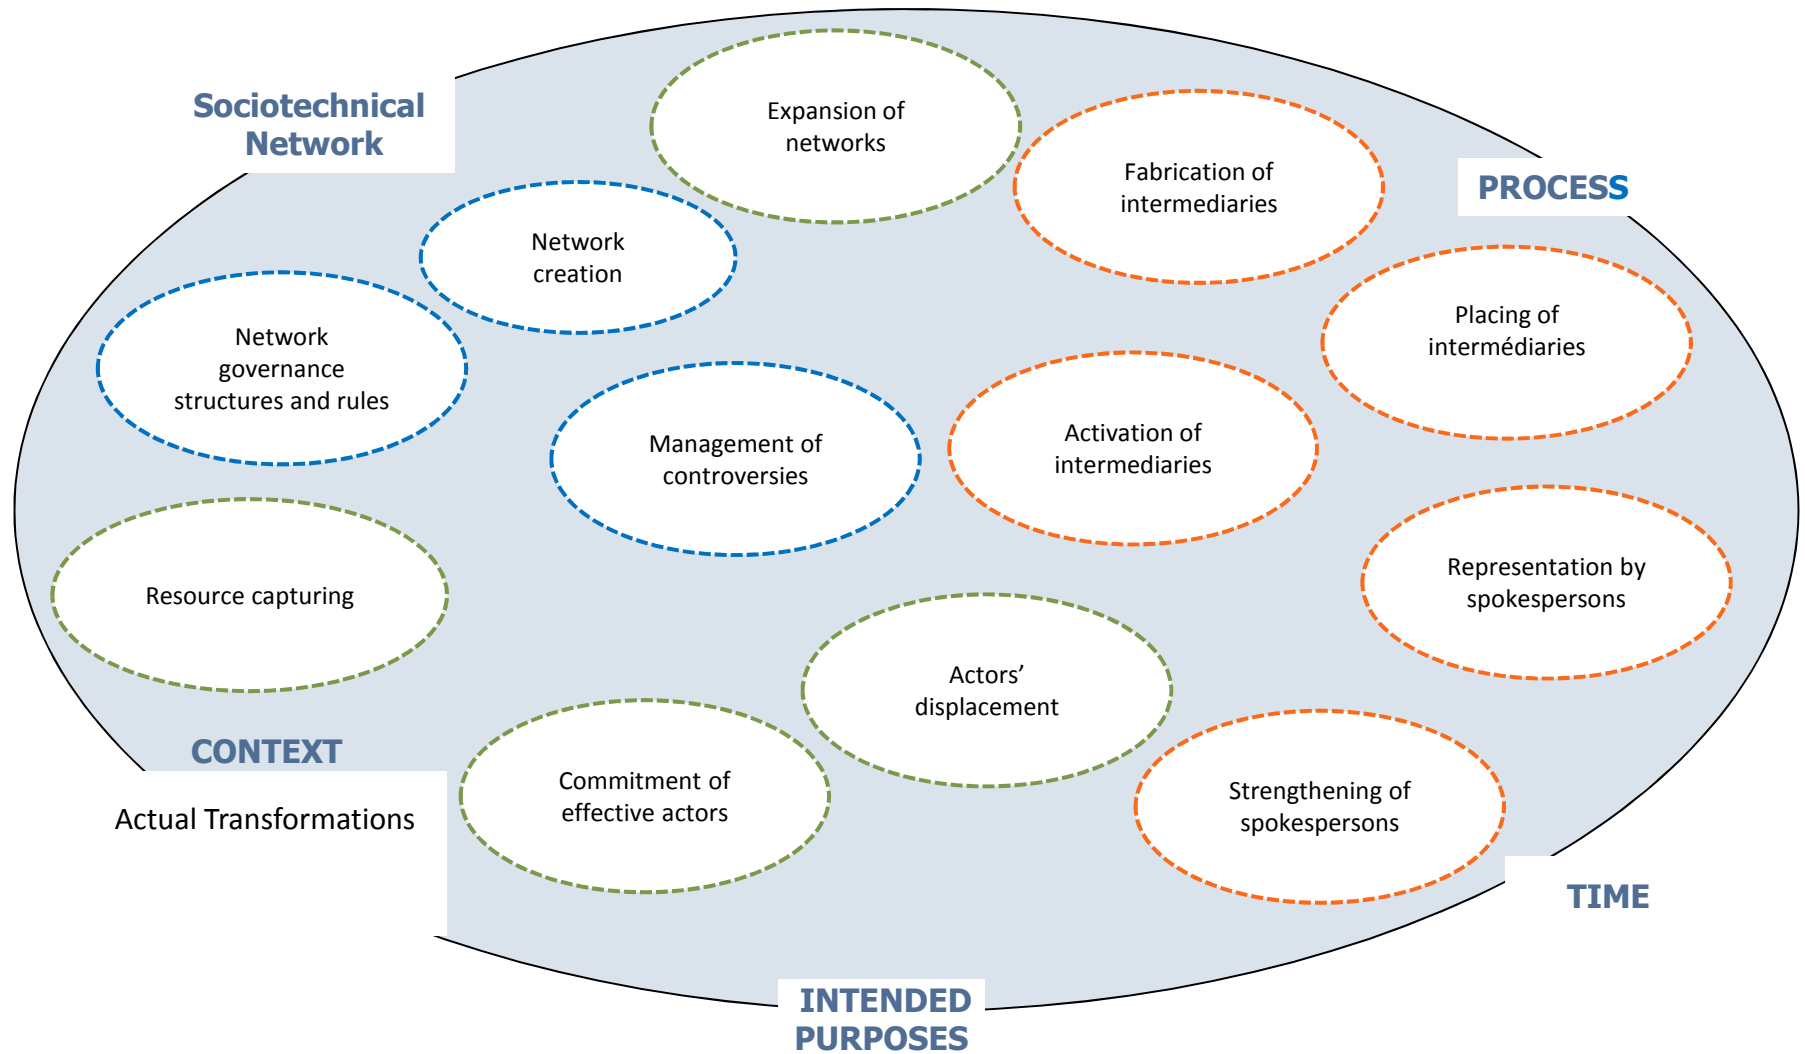 Sociotechnical
Network
Expansion of
networks
Fabrication of
intermediaries
PROCESS
Network
creation
Network
governance
structures and rules
Placing of
intermédiaries
Management of
controversies
Activation of
intermediaries
Resource capturing
Representation by
spokespersons
Actors’
displacement
CONTEXT
Actual Transformations
Commitment of
effective actors
Strengthening of
spokespersons
TIME
INTENDED
PURPOSES